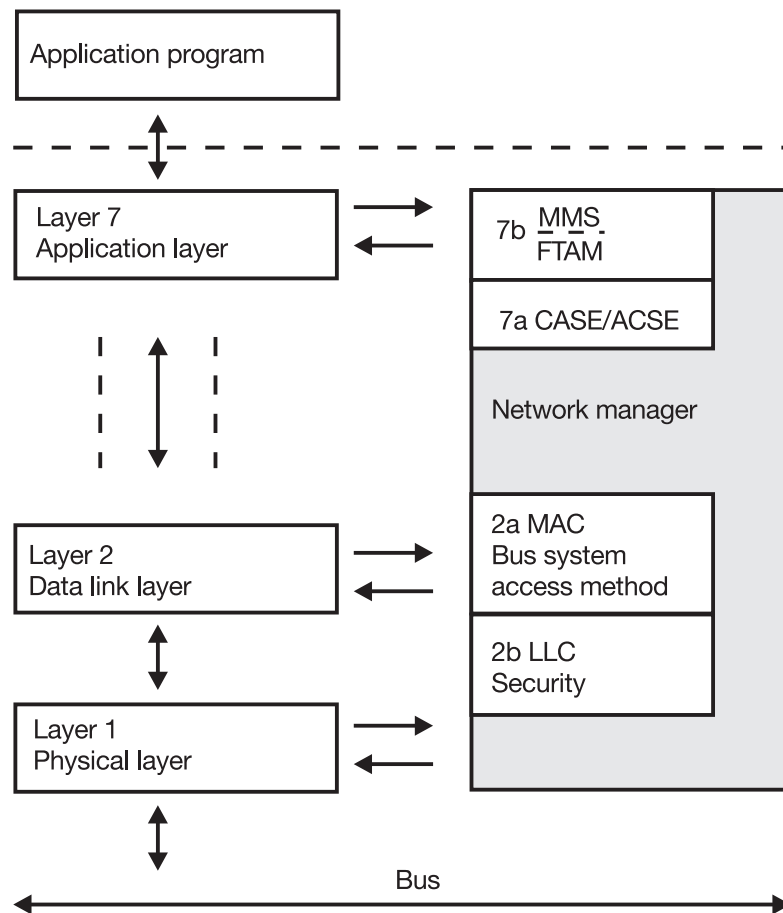 Application program
Layer 7
Application layer
7b MMS
FTAM
7a CASE/ACSE
Network manager
Layer 2
Data link layer
2a MAC
Bus system
access method
2b LLC
Security
Layer 1
Physical layer
Bus